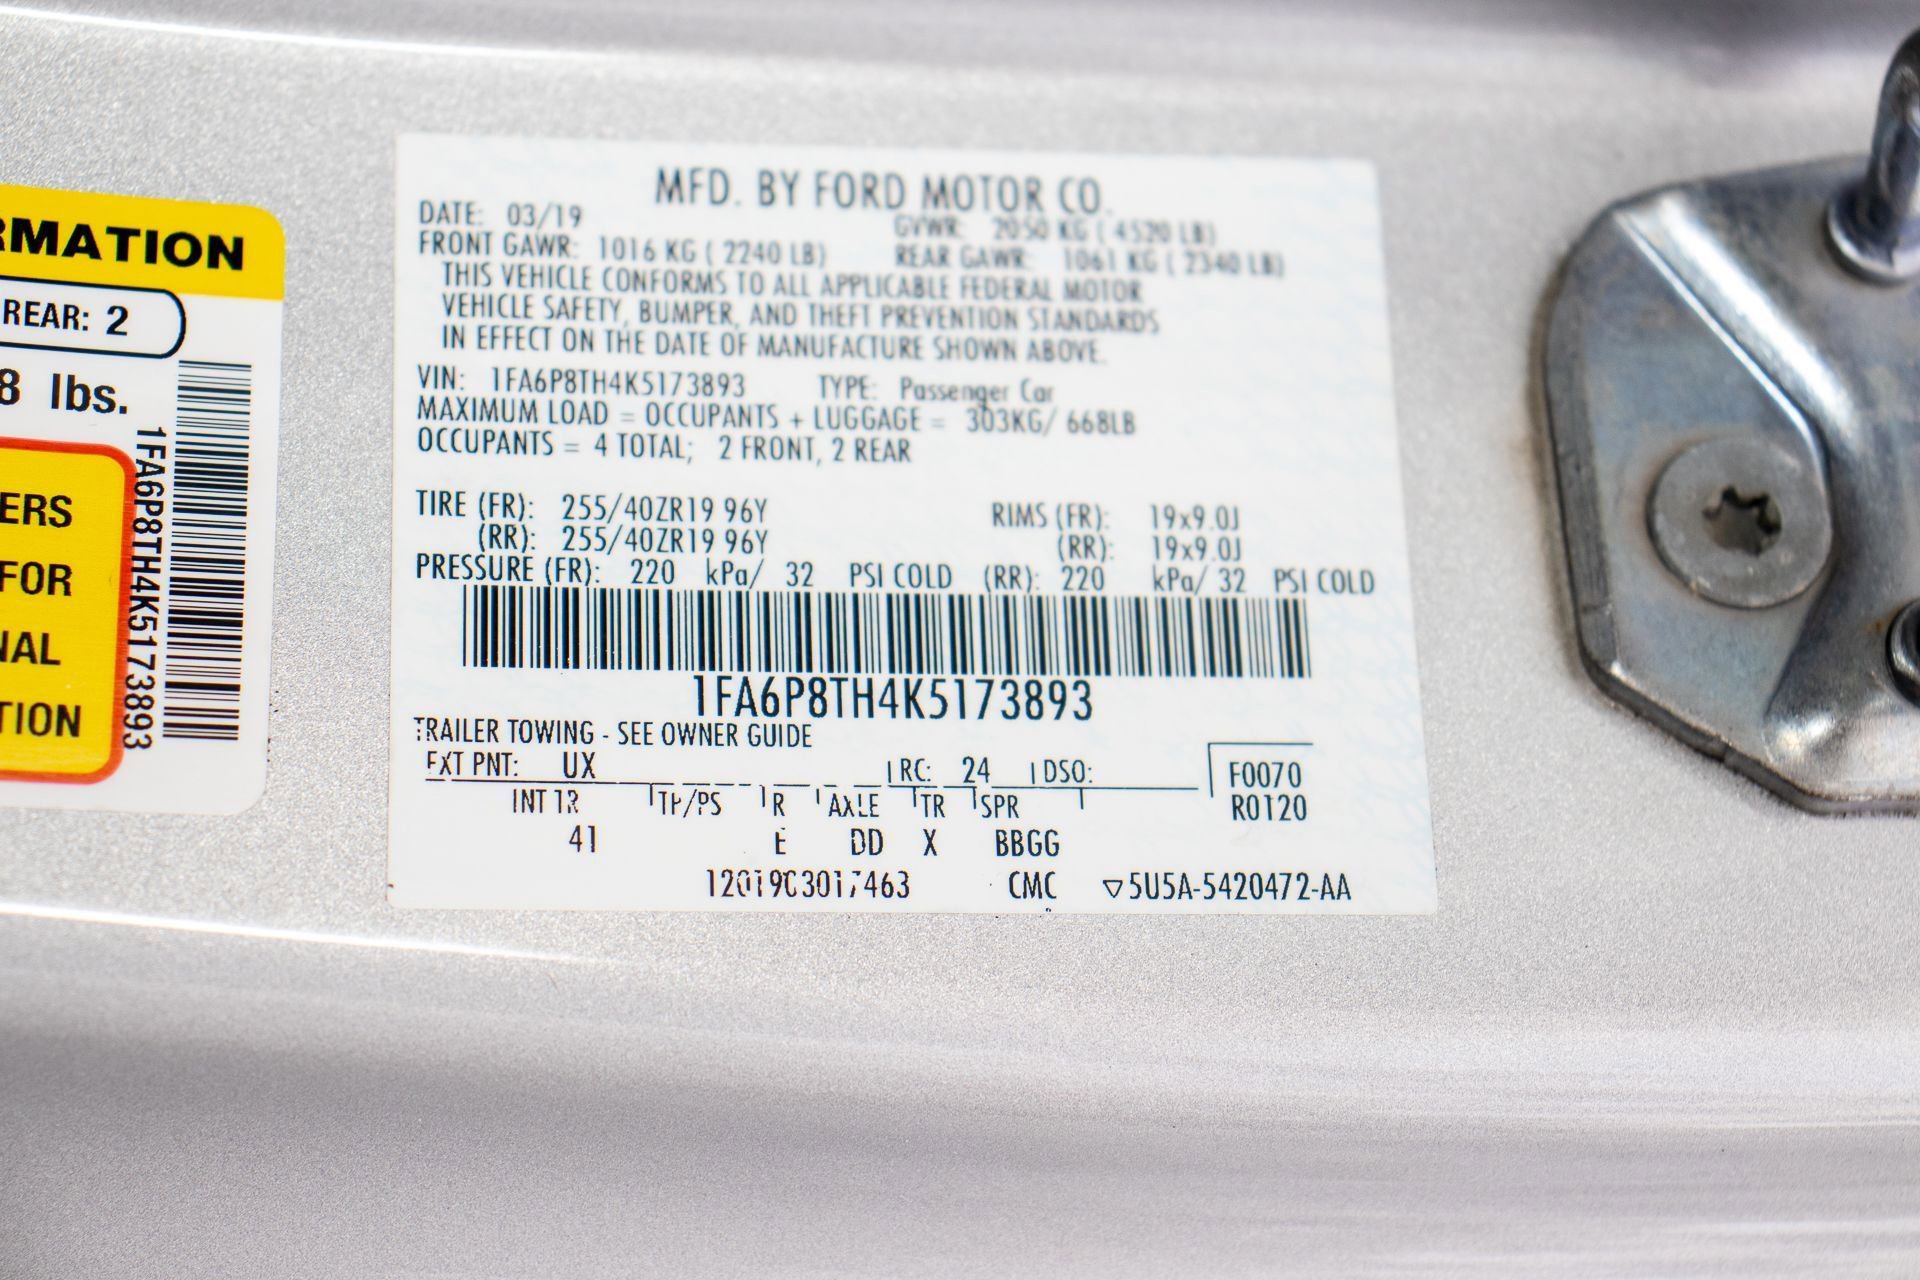 RMATION
REAR: 2
8 lbs.
ERS
FOR
NAL
TION
1FA6P8TH4K5173893
MFD. BY FORD MOTOR CO.
DATE: 03/19 GVWR: 2050 KG ( 4520 LB)
FRONT GAWR: 1016 KG ( 2240 LB) REAR GAWR: 1061 KG ( 2340 LB)
THIS VEHICLE CONFORMS TO ALL APPLICABLE FEDERAL MOTOR
VEHICLE SAFETY, BUMPER, AND THEFT PREVENTION STANDARDS
IN EFFECT ON THE DATE OF MANUFACTURE SHOWN ABOVE.
VIN: 1FA6P8TH4K5173893 TYPE: Passenger Car
MAXIMUM LOAD = OCCUPANTS + LUGGAGE = 303KG/ 668LB
OCCUPANTS = 4 TOTAL; 2 FRONT, 2 REAR
TIRE (FR): 255/40ZR19 96Y RIMS (FR): 19x9.0J
(RR): 255/40ZR19 96Y (RR): 19x9.0J
PRESSURE (FR): 220 kPa/ 32 PSI COLD (RR): 220 kPa/ 32 PSI COLD
1FA6P8TH4K5173893
TRAILER TOWING - SEE OWNER GUIDE
EXT PNT: UX RC: 24 DSO: F0070
INT TR TP/PS R AXLE TR SPR R0120
41 E DD X BBGG
1201903017463 CMC ▽5U5A-5420472-AA